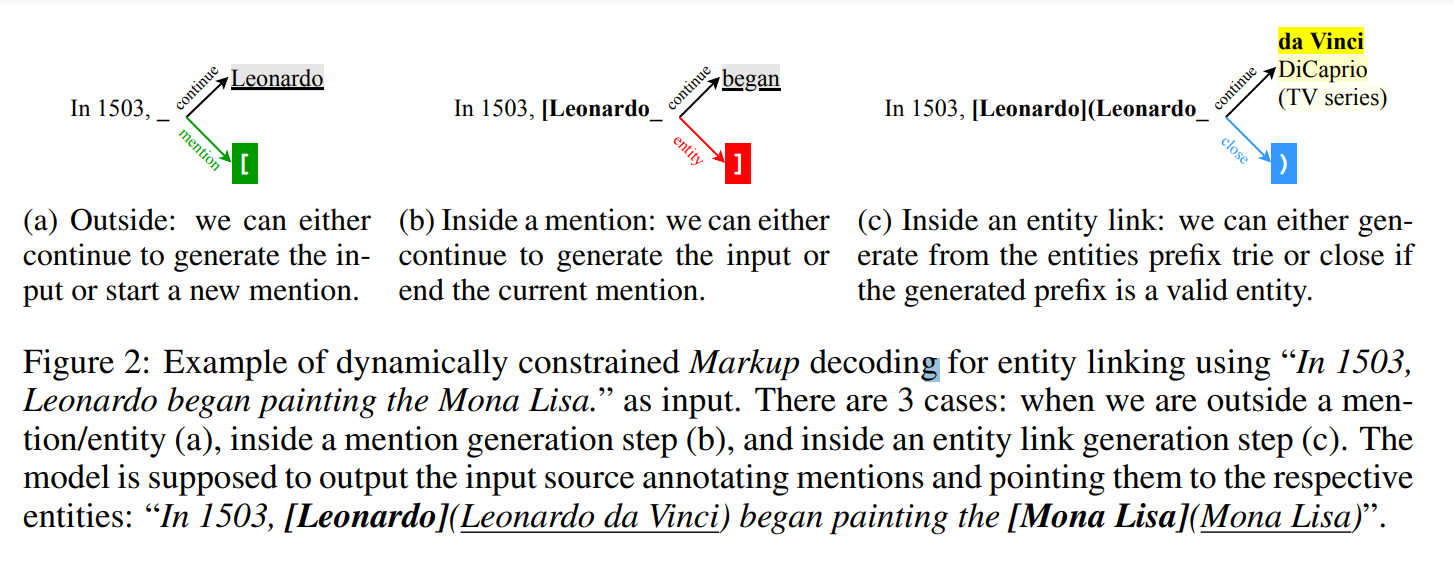 In 1503, _ continue Leonardo
mention [
In 1503, [Leonardo_ continue began
entity ]
In 1503, [Leonardo](Leonardo_ continue da Vinci
DiCaprio
(TV series)
close )
(a) Outside: we can either
continue to generate the in-
put or start a new mention.
(b) Inside a mention: we can either
continue to generate the input or
end the current mention.
(c) Inside an entity link: we can either gen-
erate from the entities prefix trie or close if
the generated prefix is a valid entity.
Figure 2: Example of dynamically constrained Markup decoding for entity linking using “In 1503,
Leonardo began painting the Mona Lisa.” as input. There are 3 cases: when we are outside a men-
tion/entity (a), inside a mention generation step (b), and inside an entity link generation step (c). The
model is supposed to output the input source annotating mentions and pointing them to the respective
entities: “In 1503, [Leonardo](Leonardo da Vinci) began painting the [Mona Lisa](Mona Lisa)”.